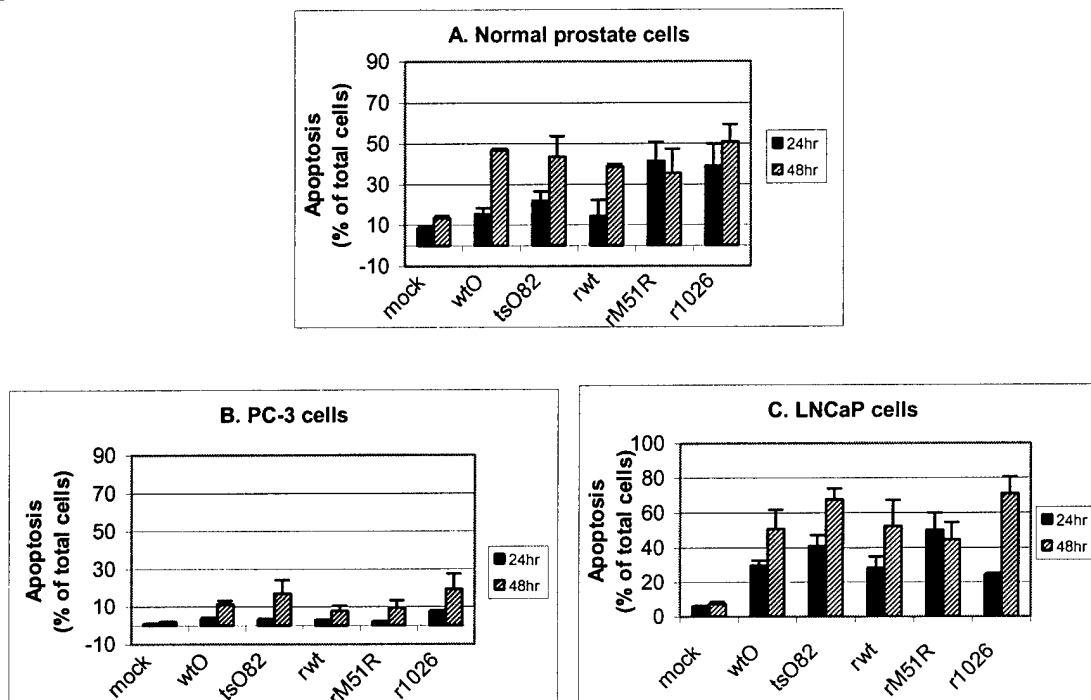 A. Normal prostate cells
Apoptosis
(% of total cells)
90
70
50
30
10
-10
mock
wtO
tsO82
rwt
rM51R
r1026
24hr
48hr
B. PC-3 cells
Apoptosis
(% of total cells)
90
70
50
30
10
-10
mock
wtO
tsO82
rwt
rM51R
r1026
24hr
48hr
C. LNCaP cells
Apoptosis
(% of total cells)
100
80
60
40
20
0
mock
wtO
tsO82
rwt
rM51R
r1026
24hr
48hr